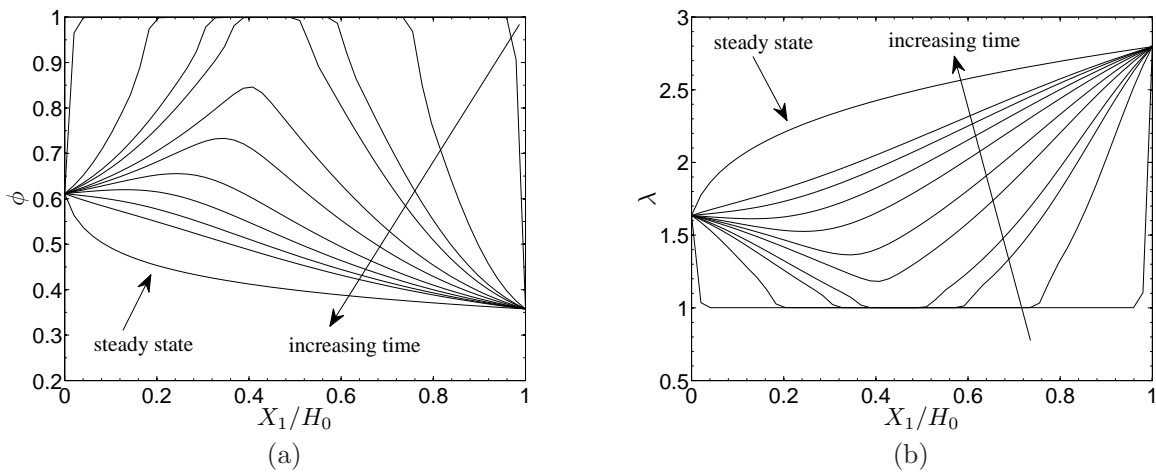 1
0.9
0.8
0.7
0.6
0.5
0.4
0.3
0.2
ϕ
steady state
increasing time
0 0.2 0.4 0.6 0.8 1
X₁/H₀
(a)
3
2.5
2
1.5
1
0.5
λ
steady state
increasing time
0 0.2 0.4 0.6 0.8 1
X₁/H₀
(b)